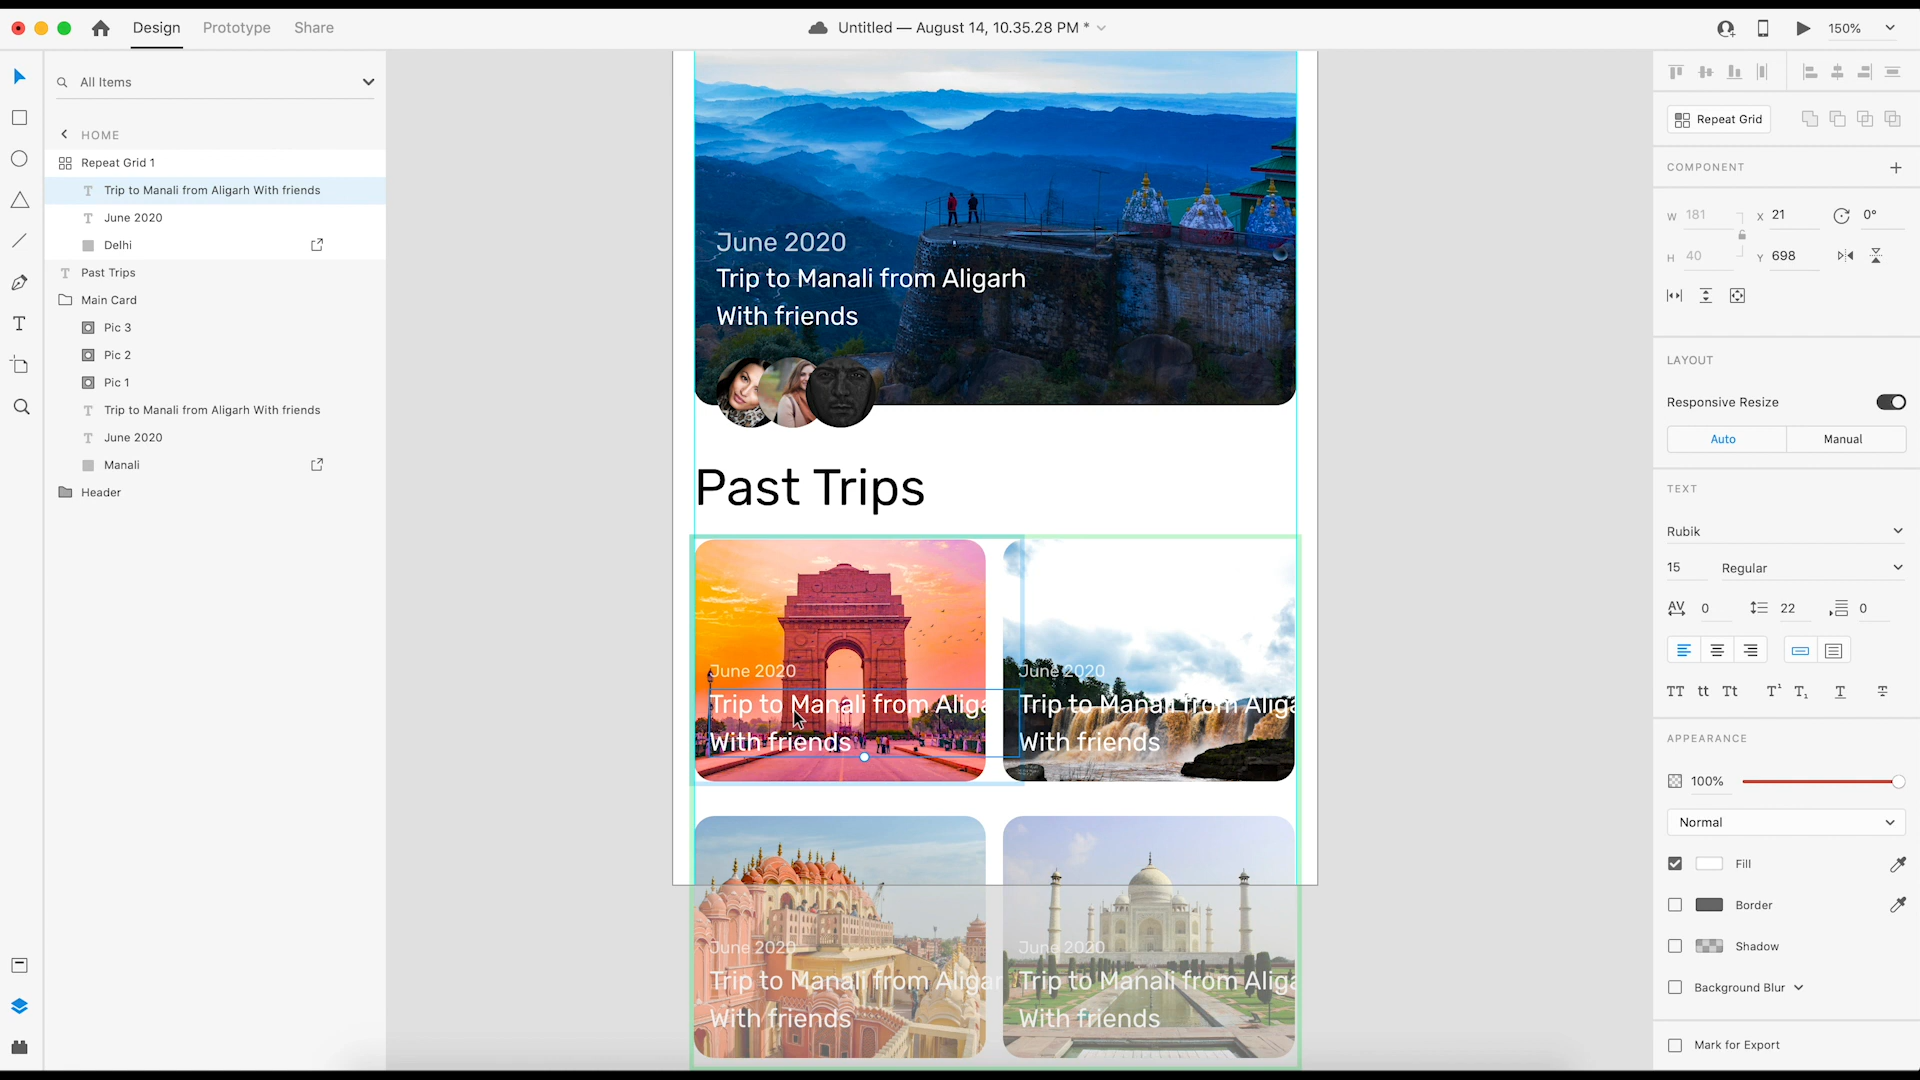 Design
Prototype
Share
Untitled — August 14, 10.35.28 PM *
150%
All Items
HOME
Repeat Grid 1
Trip to Manali from Aligarh With friends
June 2020
Delhi
Past Trips
Main Card
Pic 3
Pic 2
Pic 1
Trip to Manali from Aligarh With friends
June 2020
Manali
Header
June 2020
Trip to Manali from Aligarh
With friends
Past Trips
June 2020
Trip to Manali from Aliga
With friends
June 2020
Trip to Manali from Aliga
With friends
June 2020
Trip to Manali from Aligar
With friends
June 2020
Trip to Manali from Aliga
With friends
Repeat Grid
COMPONENT
W 181
X 21
0°
H 40
Y 698
LAYOUT
Responsive Resize
Auto
Manual
TEXT
Rubik
15
Regular
AV 0
22
0
TT tt Tt T¹ T₁ T T
APPEARANCE
100%
Normal
Fill
Border
Shadow
Background Blur
Mark for Export